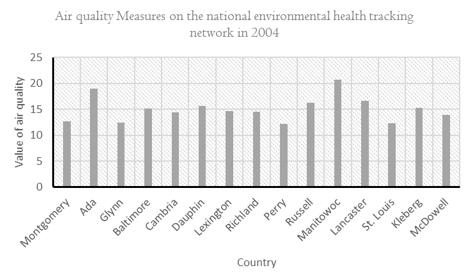 Air quality Measures on the national environmental health tracking
network in 2004
Value of air quality
25
20
15
10
5
0
Montgomery
Ada
Glynn
Baltimore
Cambria
Dauphin
Lexington
Richland
Perry
Russell
Manitowoc
Lancaster
St. Louis
Kleberg
McDowell
Country